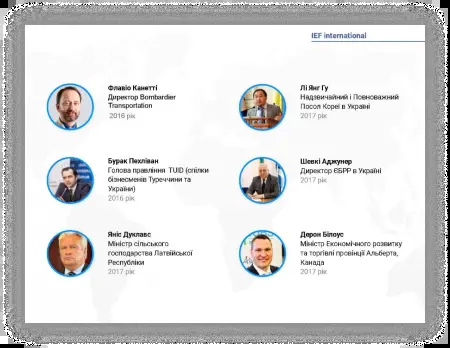 IEF international
Флавіо Канетті
Директор Bombardier
Transportation
2016 рік
Лі Янг Гу
Надзвичайний і Повноважний
Посол Кореї в Україні
2017 рік
Бурак Пехліван
Голова правління TUID (спілки
бізнесменів Туреччини та
України)
2016 рік
Шевкі Аджунер
Директор ЄБРР в Україні
2017 рік
Яніс Дуклавс
Міністр сільського
господарства Латвійської
Республіки
2017 рік
Дерон Білоус
Міністр Економічного розвитку
та торгівлі провінції Альберта,
Канада
2017 рік